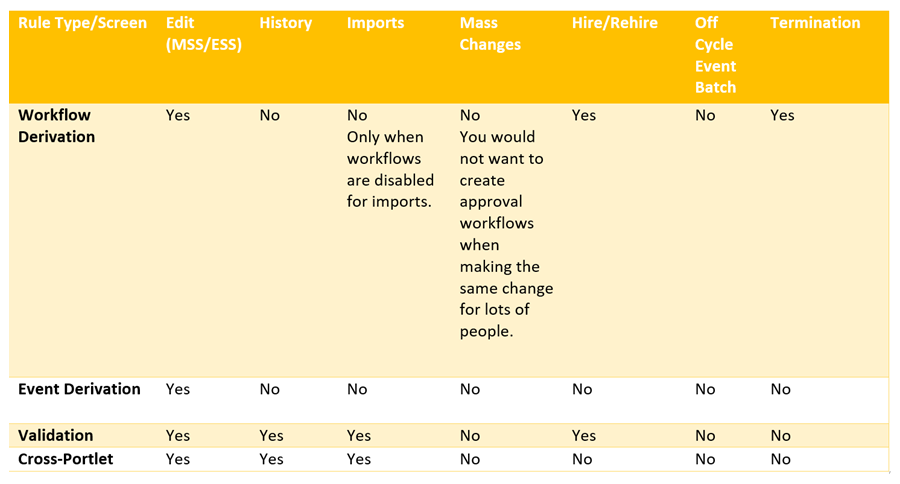 Rule Type/Screen Edit (MSS/ESS) History Imports Mass Changes Hire/Rehire Off Cycle Event Batch Termination
Workflow Derivation Yes No No Only when workflows are disabled for imports. No You would not want to create approval workflows when making the same change for lots of people. Yes No Yes
Event Derivation Yes No No No No No No
Validation Yes Yes Yes No Yes No No
Cross-Portlet Yes Yes Yes No No No No